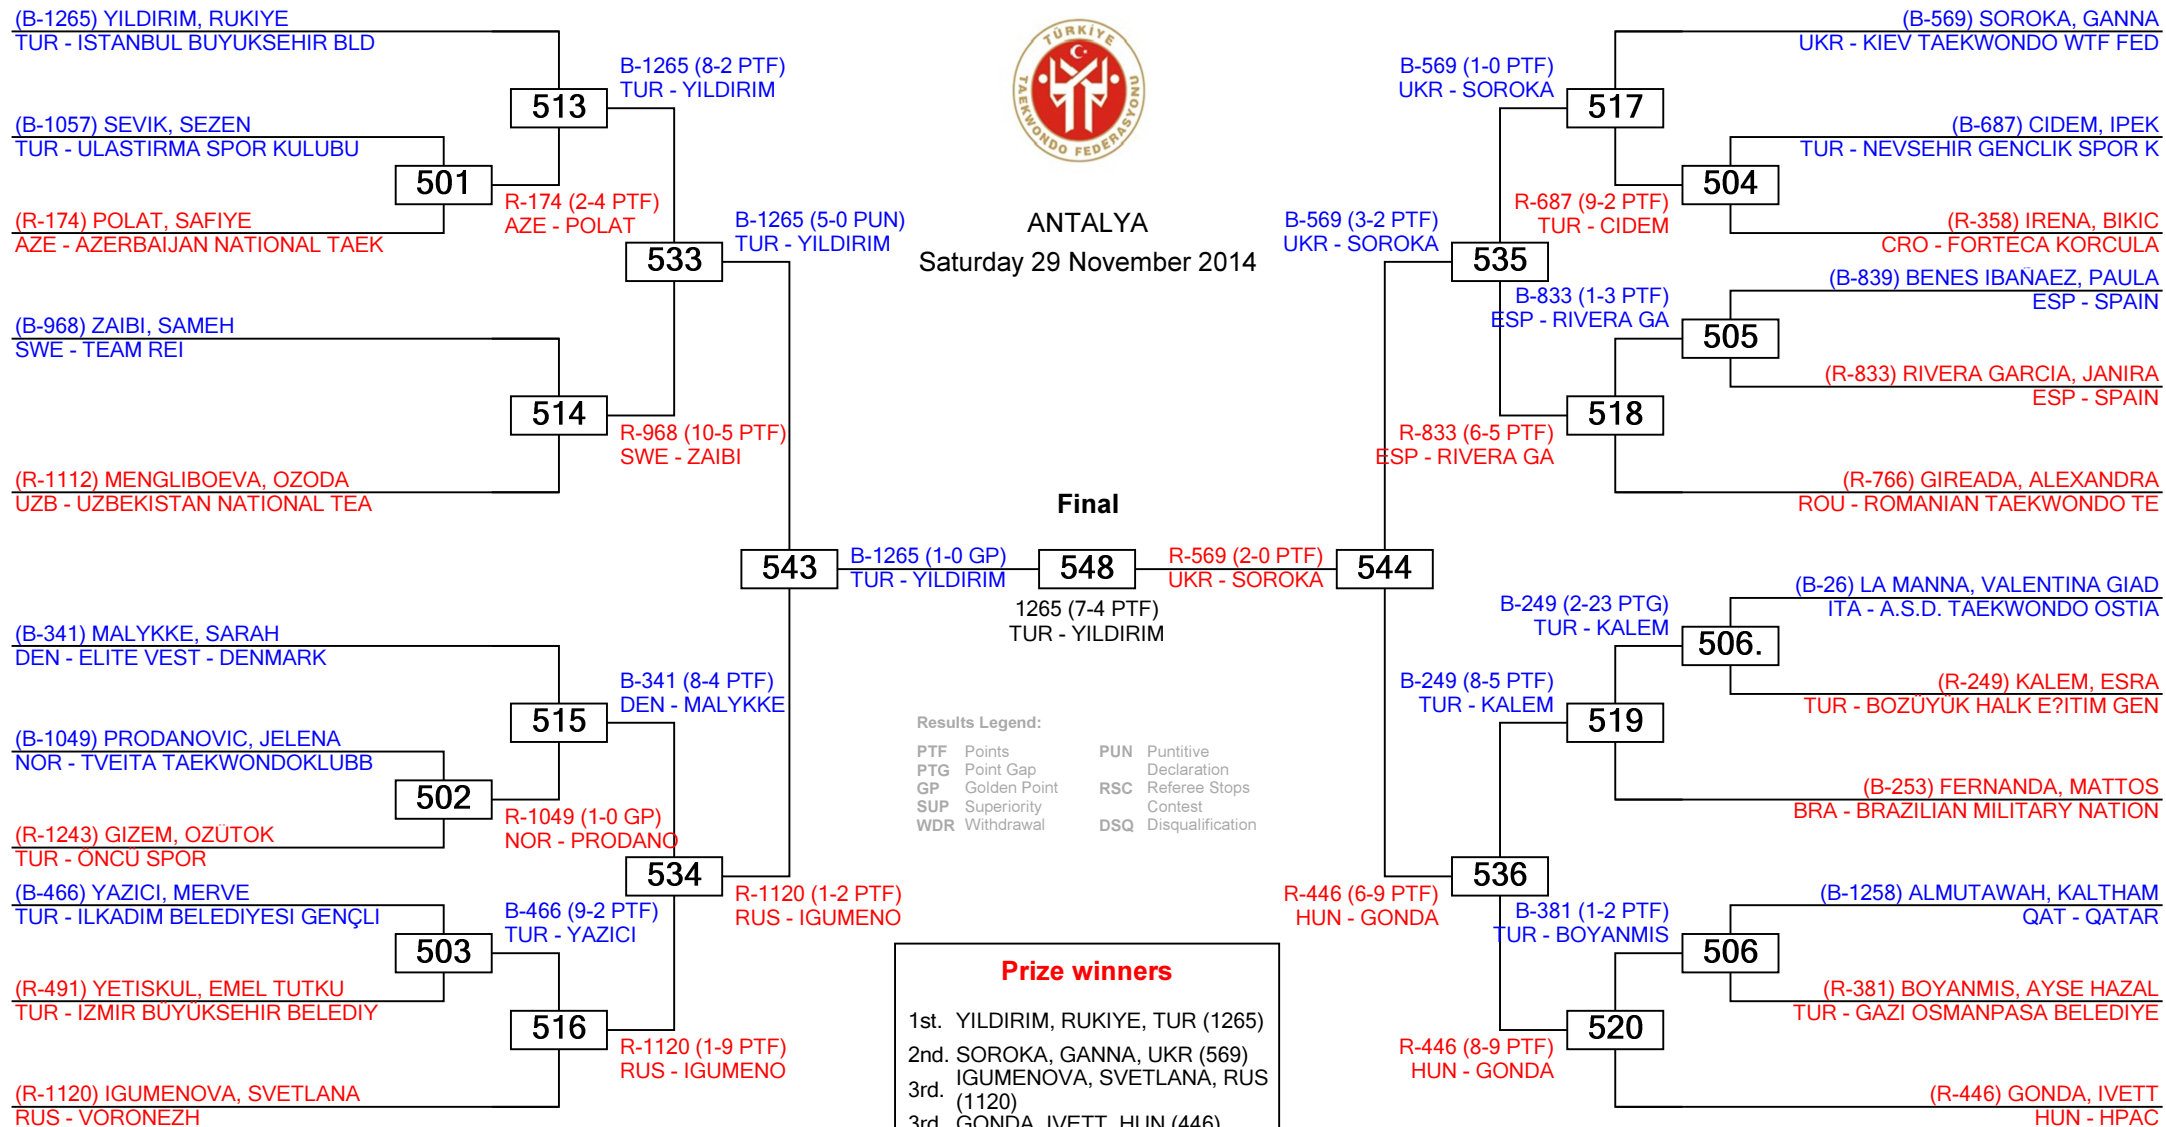 (B-1265) YILDIRIM, RUKIYE
TUR - ISTANBUL BUYUKSEHIR BLD
(B-1057) SEVIK, SEZEN
TUR - ULASTIRMA SPOR KULUBU
(R-174) POLAT, SAFIYE
AZE - AZERBAIJAN NATIONAL TAEK
(B-968) ZAIBI, SAMEH
SWE - TEAM REI
(R-1112) MENGLIBOEVA, OZODA
UZB - UZBEKISTAN NATIONAL TEA
(B-341) MALYKKE, SARAH
DEN - ELITE VEST - DENMARK
(B-1049) PRODANOVIC, JELENA
NOR - TVEITA TAEKWONDOKLUBB
(R-1243) GIZEM, OZÜTOK
TUR - ÖNCÜ SPOR
(B-466) YAZICI, MERVE
TUR - ILKADIM BELEDIYESI GENÇLI
(R-491) YETISKUL, EMEL TUTKU
TUR - IZMIR BÜYÜKSEHIR BELEDIY
(R-1120) IGUMENOVA, SVETLANA
RUS - VORONEZH
501
R-174 (2-4 PTF)
AZE - POLAT
502
R-1049 (1-0 GP)
NOR - PRODANO
503
B-466 (9-2 PTF)
TUR - YAZICI
513
B-1265 (8-2 PTF)
TUR - YILDIRIM
514
R-968 (10-5 PTF)
SWE - ZAIBI
515
B-341 (8-4 PTF)
DEN - MALYKKE
516
R-1120 (1-9 PTF)
RUS - IGUMENO
533
B-1265 (5-0 PUN)
TUR - YILDIRIM
534
R-1120 (1-2 PTF)
RUS - IGUMENO
543
B-1265 (1-0 GP)
TUR - YILDIRIM
TÜRKİYE
TAEKWONDO FEDERASYONU
ANTALYA
Saturday 29 November 2014
Final
548
1265 (7-4 PTF)
TUR - YILDIRIM
Results Legend:
PTF Points PUN Puntitive
PTG Point Gap Declaration
GP Golden Point RSC Referee Stops
SUP Superiority Contest
WDR Withdrawal DSQ Disqualification
Prize winners
1st. YILDIRIM, RUKIYE, TUR (1265)
2nd. SOROKA, GANNA, UKR (569)
3rd. IGUMENOVA, SVETLANA, RUS
(1120)
3rd. GONDA, IVETT, HUN (446)
R-569 (2-0 PTF)
UKR - SOROKA
544
B-569 (3-2 PTF)
UKR - SOROKA
535
R-446 (6-9 PTF)
HUN - GONDA
536
B-569 (1-0 PTF)
UKR - SOROKA
517
R-833 (6-5 PTF)
ESP - RIVERA GA
518
B-249 (8-5 PTF)
TUR - KALEM
519
R-446 (8-9 PTF)
HUN - GONDA
520
R-687 (9-2 PTF)
TUR - CIDEM
504
B-833 (1-3 PTF)
ESP - RIVERA GA
505
B-249 (2-23 PTG)
TUR - KALEM
506.
B-381 (1-2 PTF)
TUR - BOYANMIS
506
(B-569) SOROKA, GANNA
UKR - KIEV TAEKWONDO WTF FED
(B-687) CIDEM, IPEK
TUR - NEVSEHIR GENCLIK SPOR K
(R-358) IRENA, BIKIC
CRO - FORTECA KORCULA
(B-839) BENES IBAÑAEZ, PAULA
ESP - SPAIN
(R-833) RIVERA GARCIA, JANIRA
ESP - SPAIN
(R-766) GIREADA, ALEXANDRA
ROU - ROMANIAN TAEKWONDO TE
(B-26) LA MANNA, VALENTINA GIAD
ITA - A.S.D. TAEKWONDO OSTIA
(R-249) KALEM, ESRA
TUR - BOZÜYÜK HALK E?ITIM GEN
(B-253) FERNANDA, MATTOS
BRA - BRAZILIAN MILITARY NATION
(B-1258) ALMUTAWAH, KALTHAM
QAT - QATAR
(R-381) BOYANMIS, AYSE HAZAL
TUR - GAZI OSMANPASA BELEDIYE
(R-446) GONDA, IVETT
HUN - HPAC